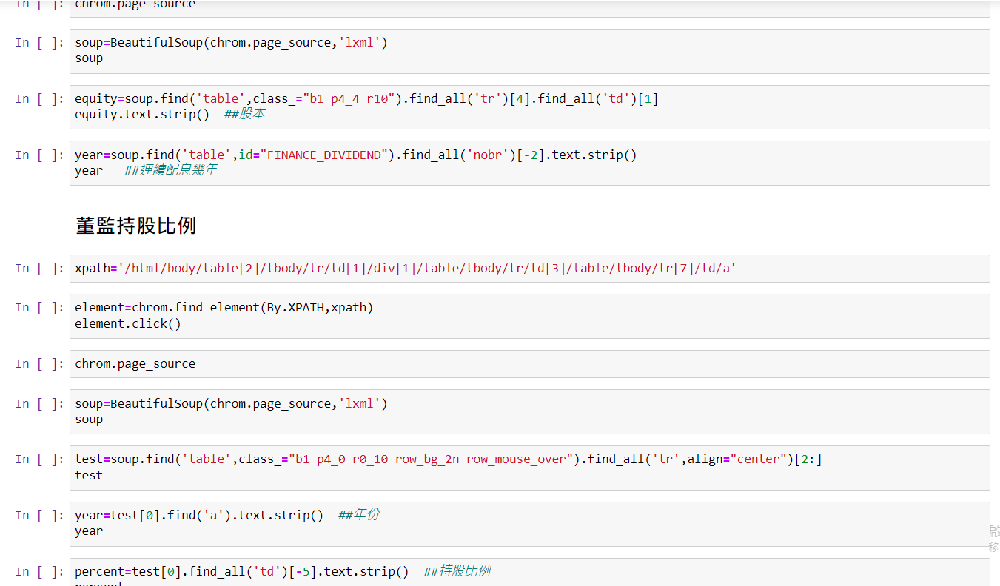 In [ ]: chrom.page_source
In [ ]: soup=BeautifulSoup(chrom.page_source,'lxml')
soup
In [ ]: equity=soup.find('table',class_="b1 p4_4 r10").find_all('tr')[4].find_all('td')[1]
equity.text.strip()  ##股本
In [ ]: year=soup.find('table',id="FINANCE_DIVIDEND").find_all('nobr')[-2].text.strip()
year   ##連續配息幾年
董監持股比例
In [ ]: xpath='/html/body/table[2]/tbody/tr/td[1]/div[1]/table/tbody/tr/td[3]/table/tbody/tr[7]/td/a'
In [ ]: element=chrom.find_element(By.XPATH,xpath)
element.click()
In [ ]: chrom.page_source
In [ ]: soup=BeautifulSoup(chrom.page_source,'lxml')
soup
In [ ]: test=soup.find('table',class_="b1 p4_0 r0_10 row_bg_2n row_mouse_over").find_all('tr',align="center")[2:]
test
In [ ]: year=test[0].find('a').text.strip()  ##年份
year
啟
移
In [ ]: percent=test[0].find_all('td')[-5].text.strip()  ##持股比例
percent